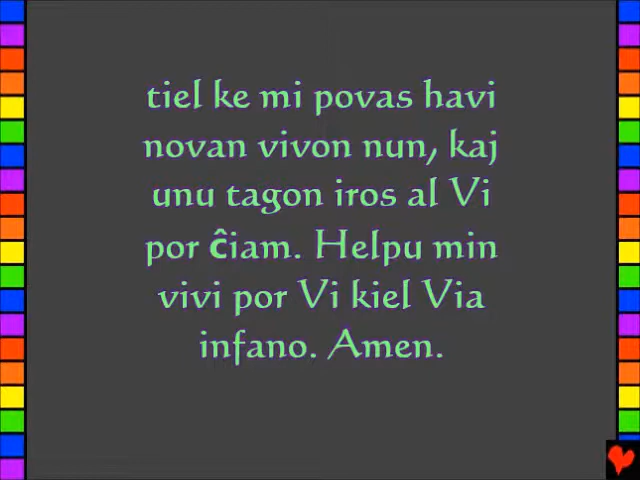 tiel ke mi povas havi
novan vivon nun, kaj
unu tagon iros al Vi
por ĉiam. Helpu min
vivi por Vi kiel Via
infano. Amen.